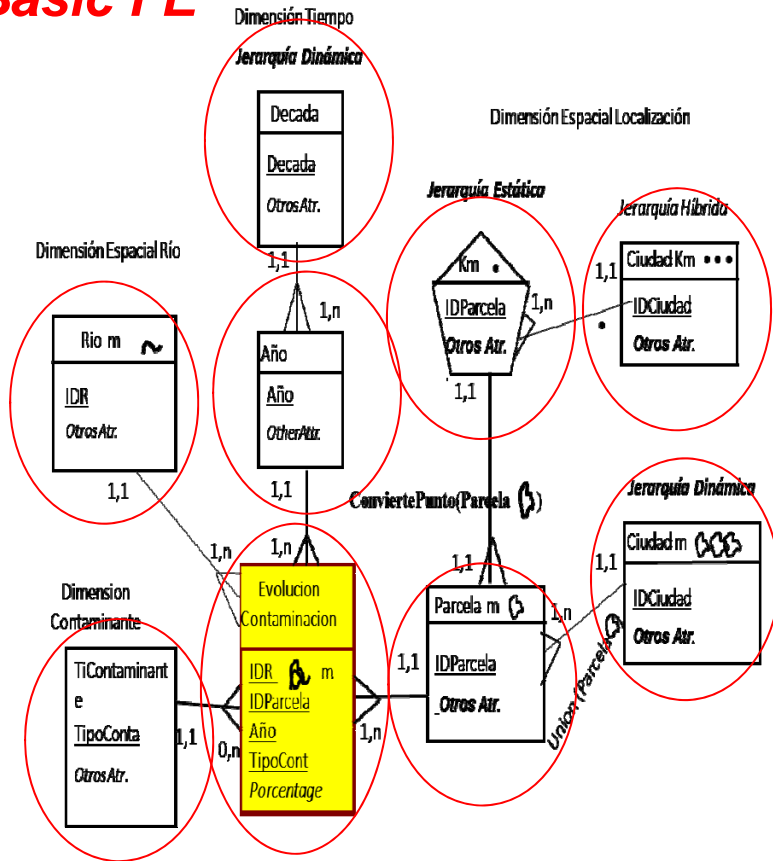 Basic FE
Dimensión Tiempo
Jerarquía Dinámica
Decada
Decada
Otros Atr.
1,1
1,n
Año
Año
OtherAttr.
1,1
1,n
Dimensión Espacial Río
Rio m
IDR
Otros Atr.
1,1
1,n
Dimension
Contaminante
TiContaminant
e
TipoConta
Otros Atr.
1,1
0,n
Evolucion
Contaminacion
IDR m
IDParcela
Año
TipoCont
Porcentage
1,n
1,1
Dimensión Espacial Localización
Jerarquía Estática
Km
IDParcela
Otros Atr.
1,n
1,1
Jerarquía Híbrida
1,1
Ciudad Km
IDCiudad
Otros Atr.
ConviertePunto(Parcela )
1,1
Parcela m
IDParcela
_Otros Atr.
1,n
Union (Parcela )
Jerarquía Dinámica
1,1
Ciudad m
IDCiudad
Otros Atr.